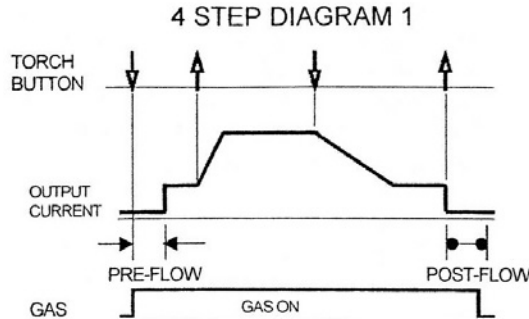 4 STEP DIAGRAM 1
TORCH
BUTTON
OUTPUT
CURRENT
PRE-FLOW
POST-FLOW
GAS
GAS ON